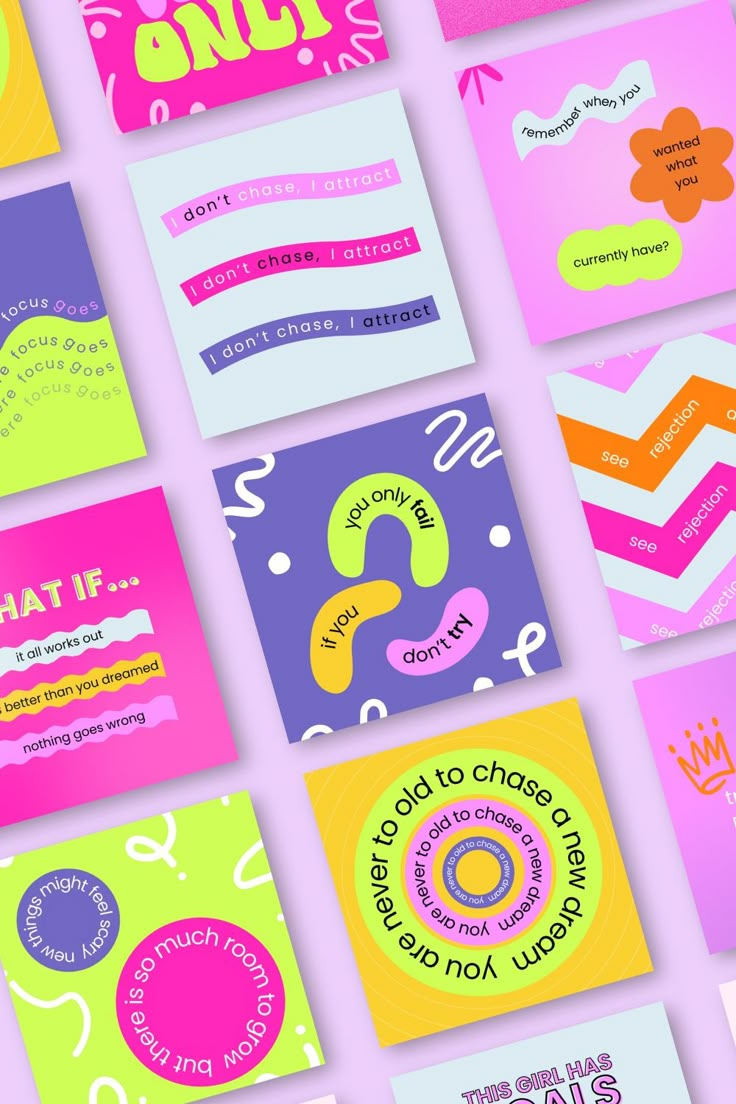 ONLY
I don't chase, I attract
I don't chase, I attract
I don't chase, I attract
remember when you
wanted
what
you
currently have?
focus goes
focus goes
focus goes
focus goes
you only fail
if you
don't try
see rejection
see rejection
see rejection
HAT IF...
it all works out
better than you dreamed
nothing goes wrong
you are never to old to chase a new dream
you are never to old to chase a new dream
you are never to old to chase a new dream
new things might feel scary
but there is so much room to grow
THIS GIRL HAS